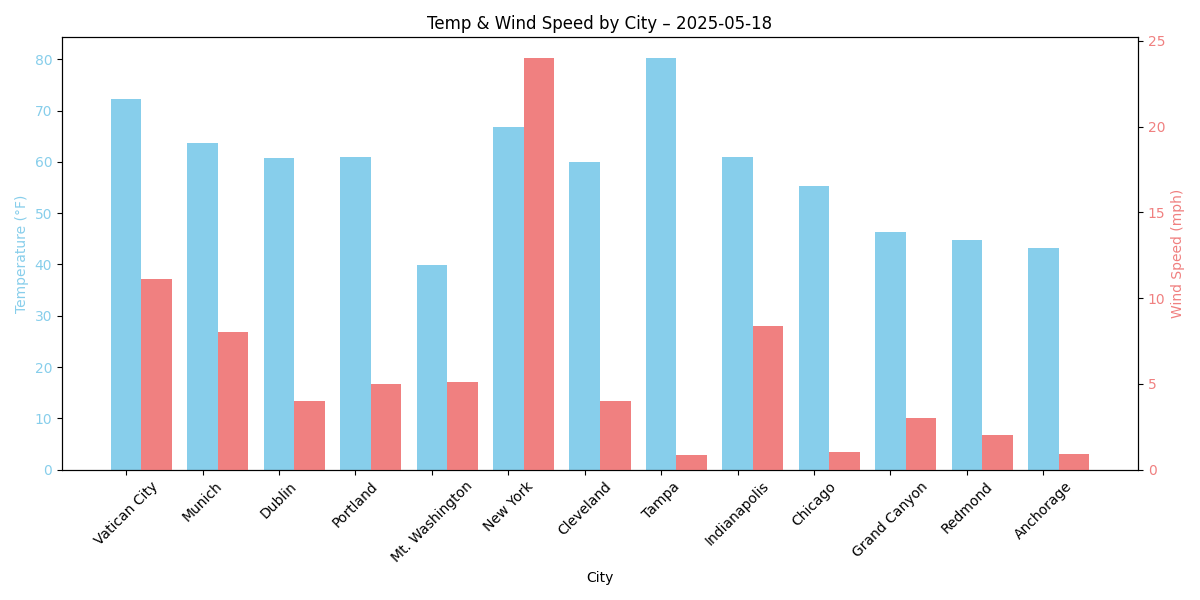 Temp & Wind Speed by City – 2025-05-18
Temperature (°F)
80
70
60
50
40
30
20
10
0
Wind Speed (mph)
25
20
15
10
5
0
Vatican City
Munich
Dublin
Portland
Mt. Washington
New York
Cleveland
Tampa
Indianapolis
Chicago
Grand Canyon
Redmond
Anchorage
City